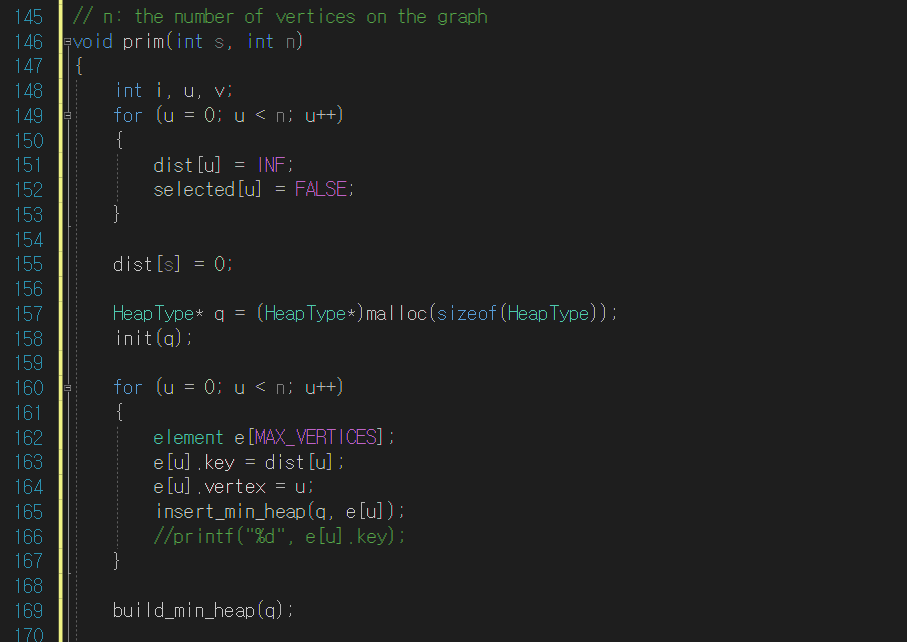 145 // n: the number of vertices on the graph
146 void prim(int s, int n)
147 {
148 int i, u, v;
149 for (u = 0; u < n; u++)
150 {
151 dist[u] = INF;
152 selected[u] = FALSE;
153 }
154
155 dist[s] = 0;
156
157 HeapType* q = (HeapType*)malloc(sizeof(HeapType));
158 init(q);
159
160 for (u = 0; u < n; u++)
161 {
162 element e[MAX_VERTICES];
163 e[u].key = dist[u];
164 e[u].vertex = u;
165 insert_min_heap(q, e[u]);
166 //printf("%d", e[u].key);
167 }
168
169 build_min_heap(q);
170